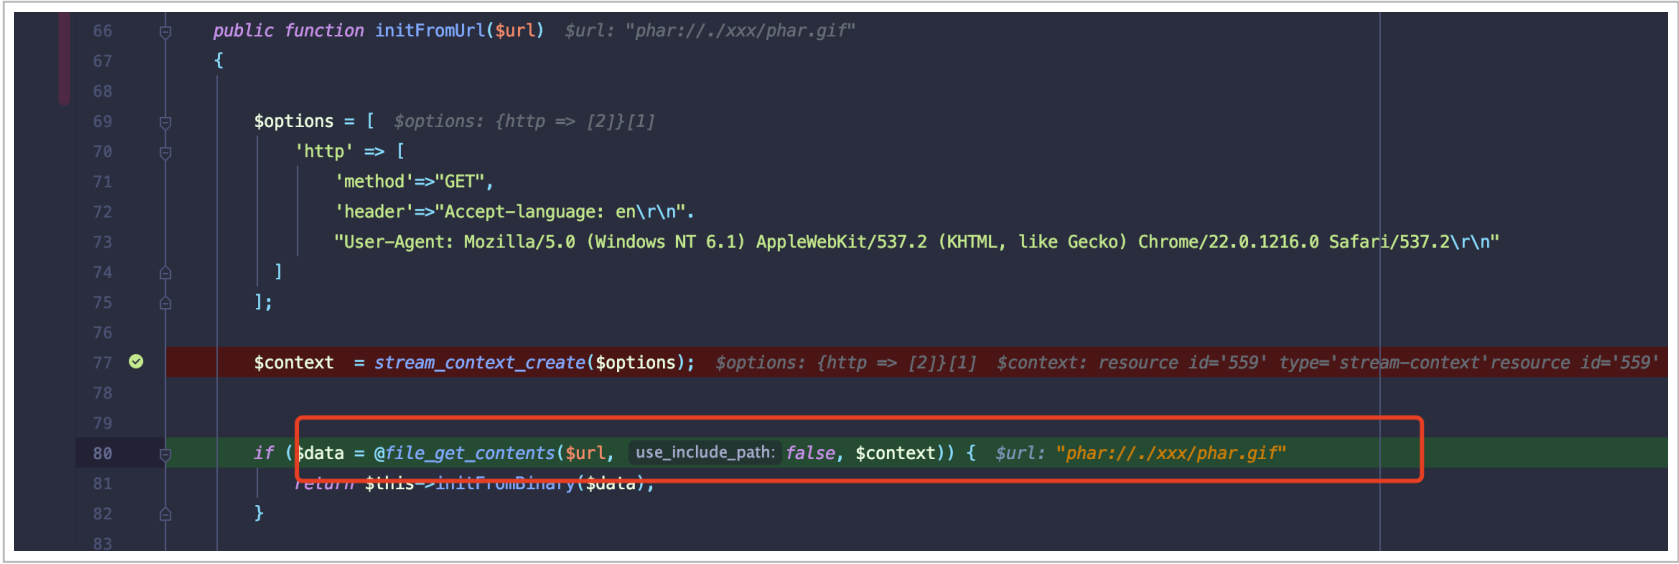 66 public function initFromUrl($url) $url: "phar://./xxx/phar.gif"
67 {
68
69 $options = [ $options: {http => [2]}[1]
70 'http' => [
71 'method'=>"GET",
72 'header'=>"Accept-language: en\r\n".
73 "User-Agent: Mozilla/5.0 (Windows NT 6.1) AppleWebKit/537.2 (KHTML, like Gecko) Chrome/22.0.1216.0 Safari/537.2\r\n"
74 ]
75 ];
76
77 $context = stream_context_create($options); $options: {http => [2]}[1] $context: resource id='559' type='stream-context'resource id='559'
78
79
80 if ($data = @file_get_contents($url, use_include_path: false, $context)) { $url: "phar://./xxx/phar.gif"
81 return $this->initFromBinary($data);
82 }
83